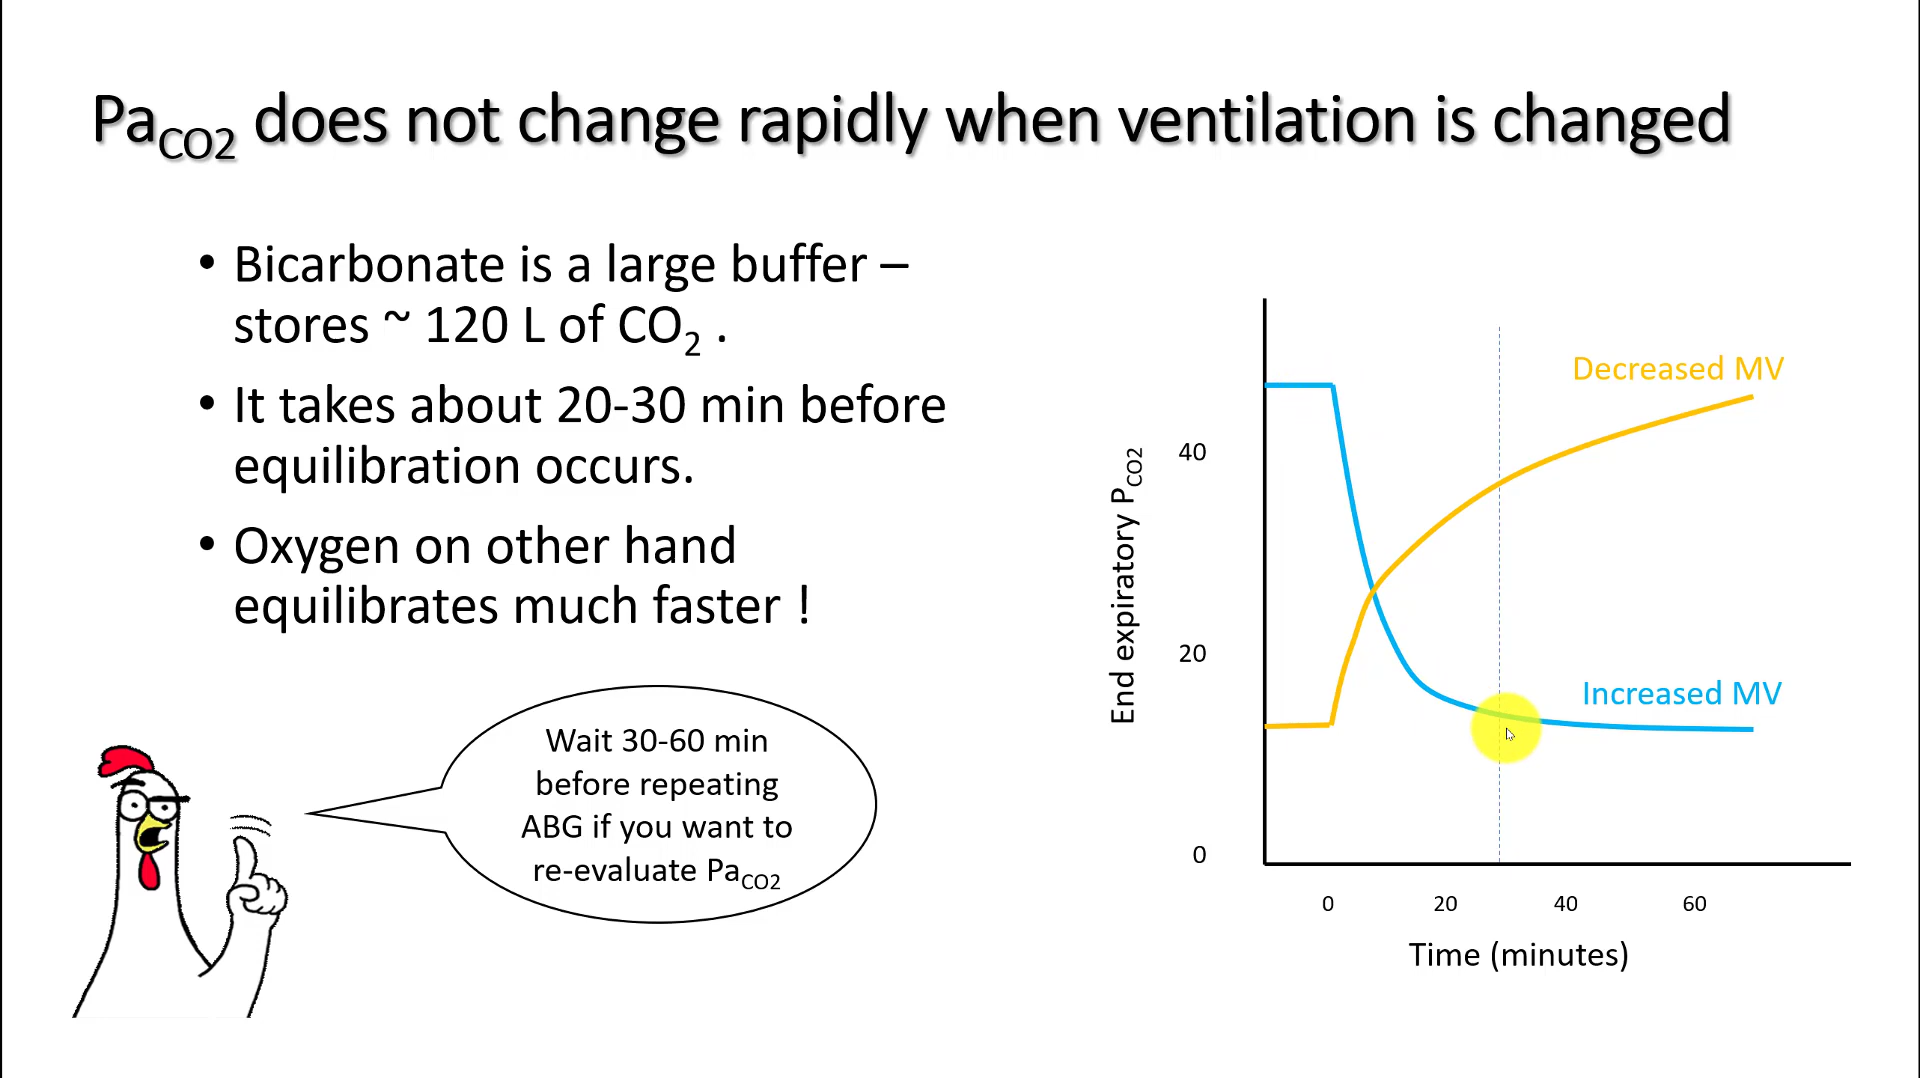 PaCO2 does not change rapidly when ventilation is changed
• Bicarbonate is a large buffer –
stores ~ 120 L of CO2 .
• It takes about 20-30 min before
equilibration occurs.
• Oxygen on other hand
equilibrates much faster !
Wait 30-60 min
before repeating
ABG if you want to
re-evaluate PaCO2
End expiratory PCO2
40
20
0
Decreased MV
Increased MV
0 20 40 60
Time (minutes)